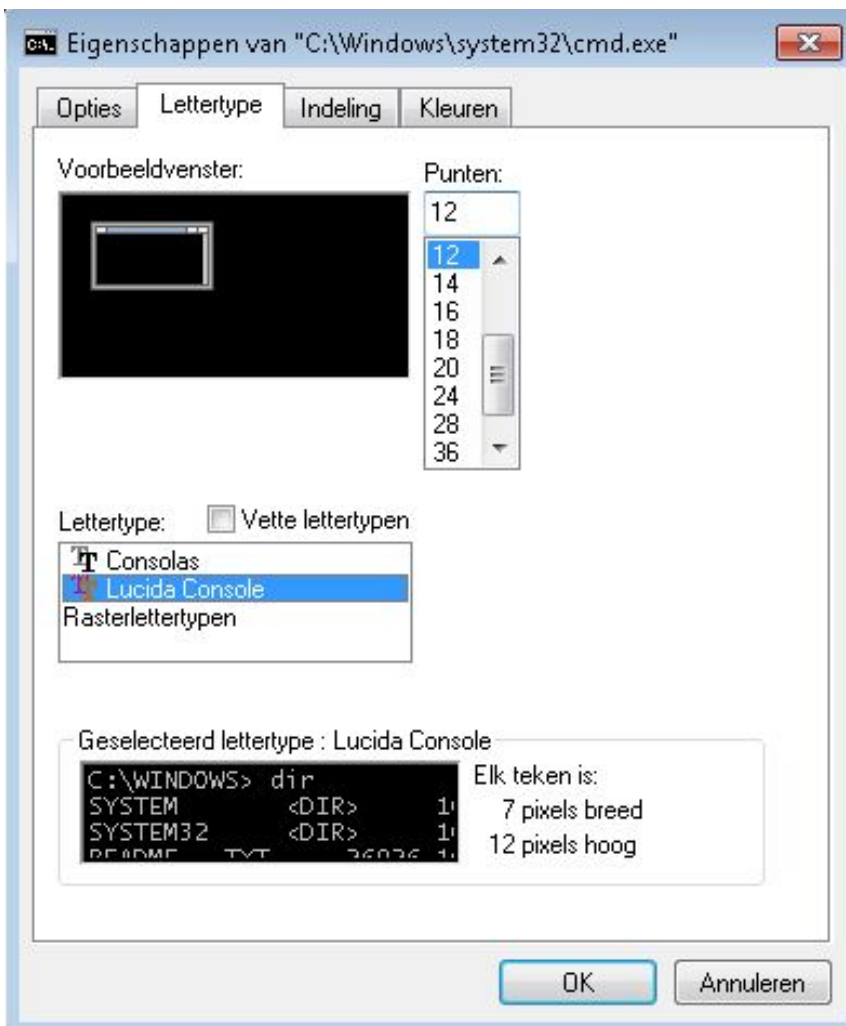 Eigenschappen van "C:\Windows\system32\cmd.exe"
Opties Lettertype Indeling Kleuren
Voorbeeldvenster:
Punten:
12
12
14
16
18
20
24
28
36
Lettertype: Vette lettertypen
Consolas
Lucida Console
Rasterlettertypen
Geselecteerd lettertype : Lucida Console
C:\WINDOWS> dir
SYSTEM <DIR>
SYSTEM32 <DIR>
README TXT
Elk teken is:
7 pixels breed
12 pixels hoog
OK Annuleren